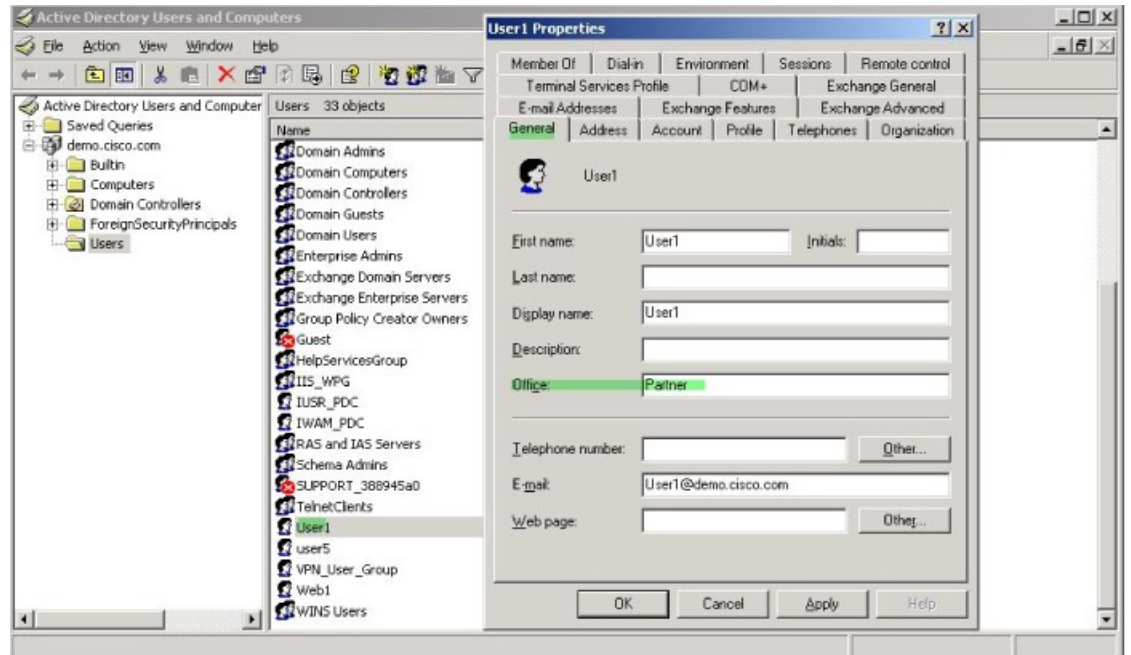 Active Directory Users and Computers
File Action View Window Help
Active Directory Users and Computer
Saved Queries
demo.cisco.com
Builtin
Computers
Domain Controllers
ForeignSecurityPrincipals
Users
Users 33 objects
Name
Domain Admins
Domain Computers
Domain Controllers
Domain Guests
Domain Users
Enterprise Admins
Exchange Domain Servers
Exchange Enterprise Servers
Group Policy Creator Owners
Guest
HelpServicesGroup
IIS_WPG
IUSR_PDC
IWAM_PDC
RAS and IAS Servers
Schema Admins
SUPPORT_388945a0
TelnetClients
User1
user5
VPN_User_Group
Web1
WINS Users
User1 Properties
Member Of Dial-in Environment Sessions Remote control
Terminal Services Profile COM+ Exchange General
E-mail Addresses Exchange Features Exchange Advanced
General Address Account Profile Telephones Organization
User1
First name: User1 Initials:
Last name:
Display name: User1
Description:
Office: Partner
Telephone number: Other...
E-mail: User1@demo.cisco.com
Web page: Other...
OK Cancel Apply Help